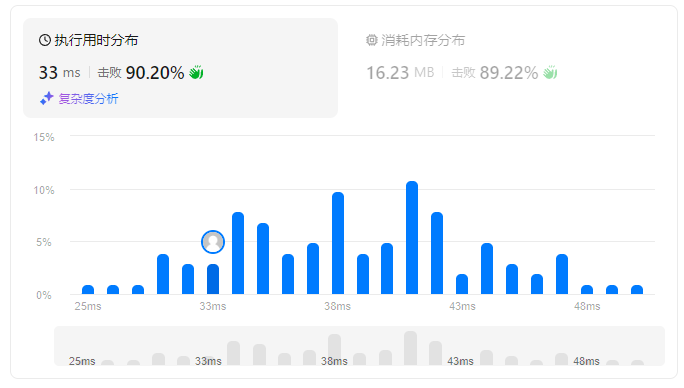 执行用时分布
33 ms 击败 90.20%
复杂度分析
消耗内存分布
16.23 MB 击败 89.22%
15%
10%
5%
0%
25ms 33ms 38ms 43ms 48ms
25ms 33ms 38ms 43ms 48ms